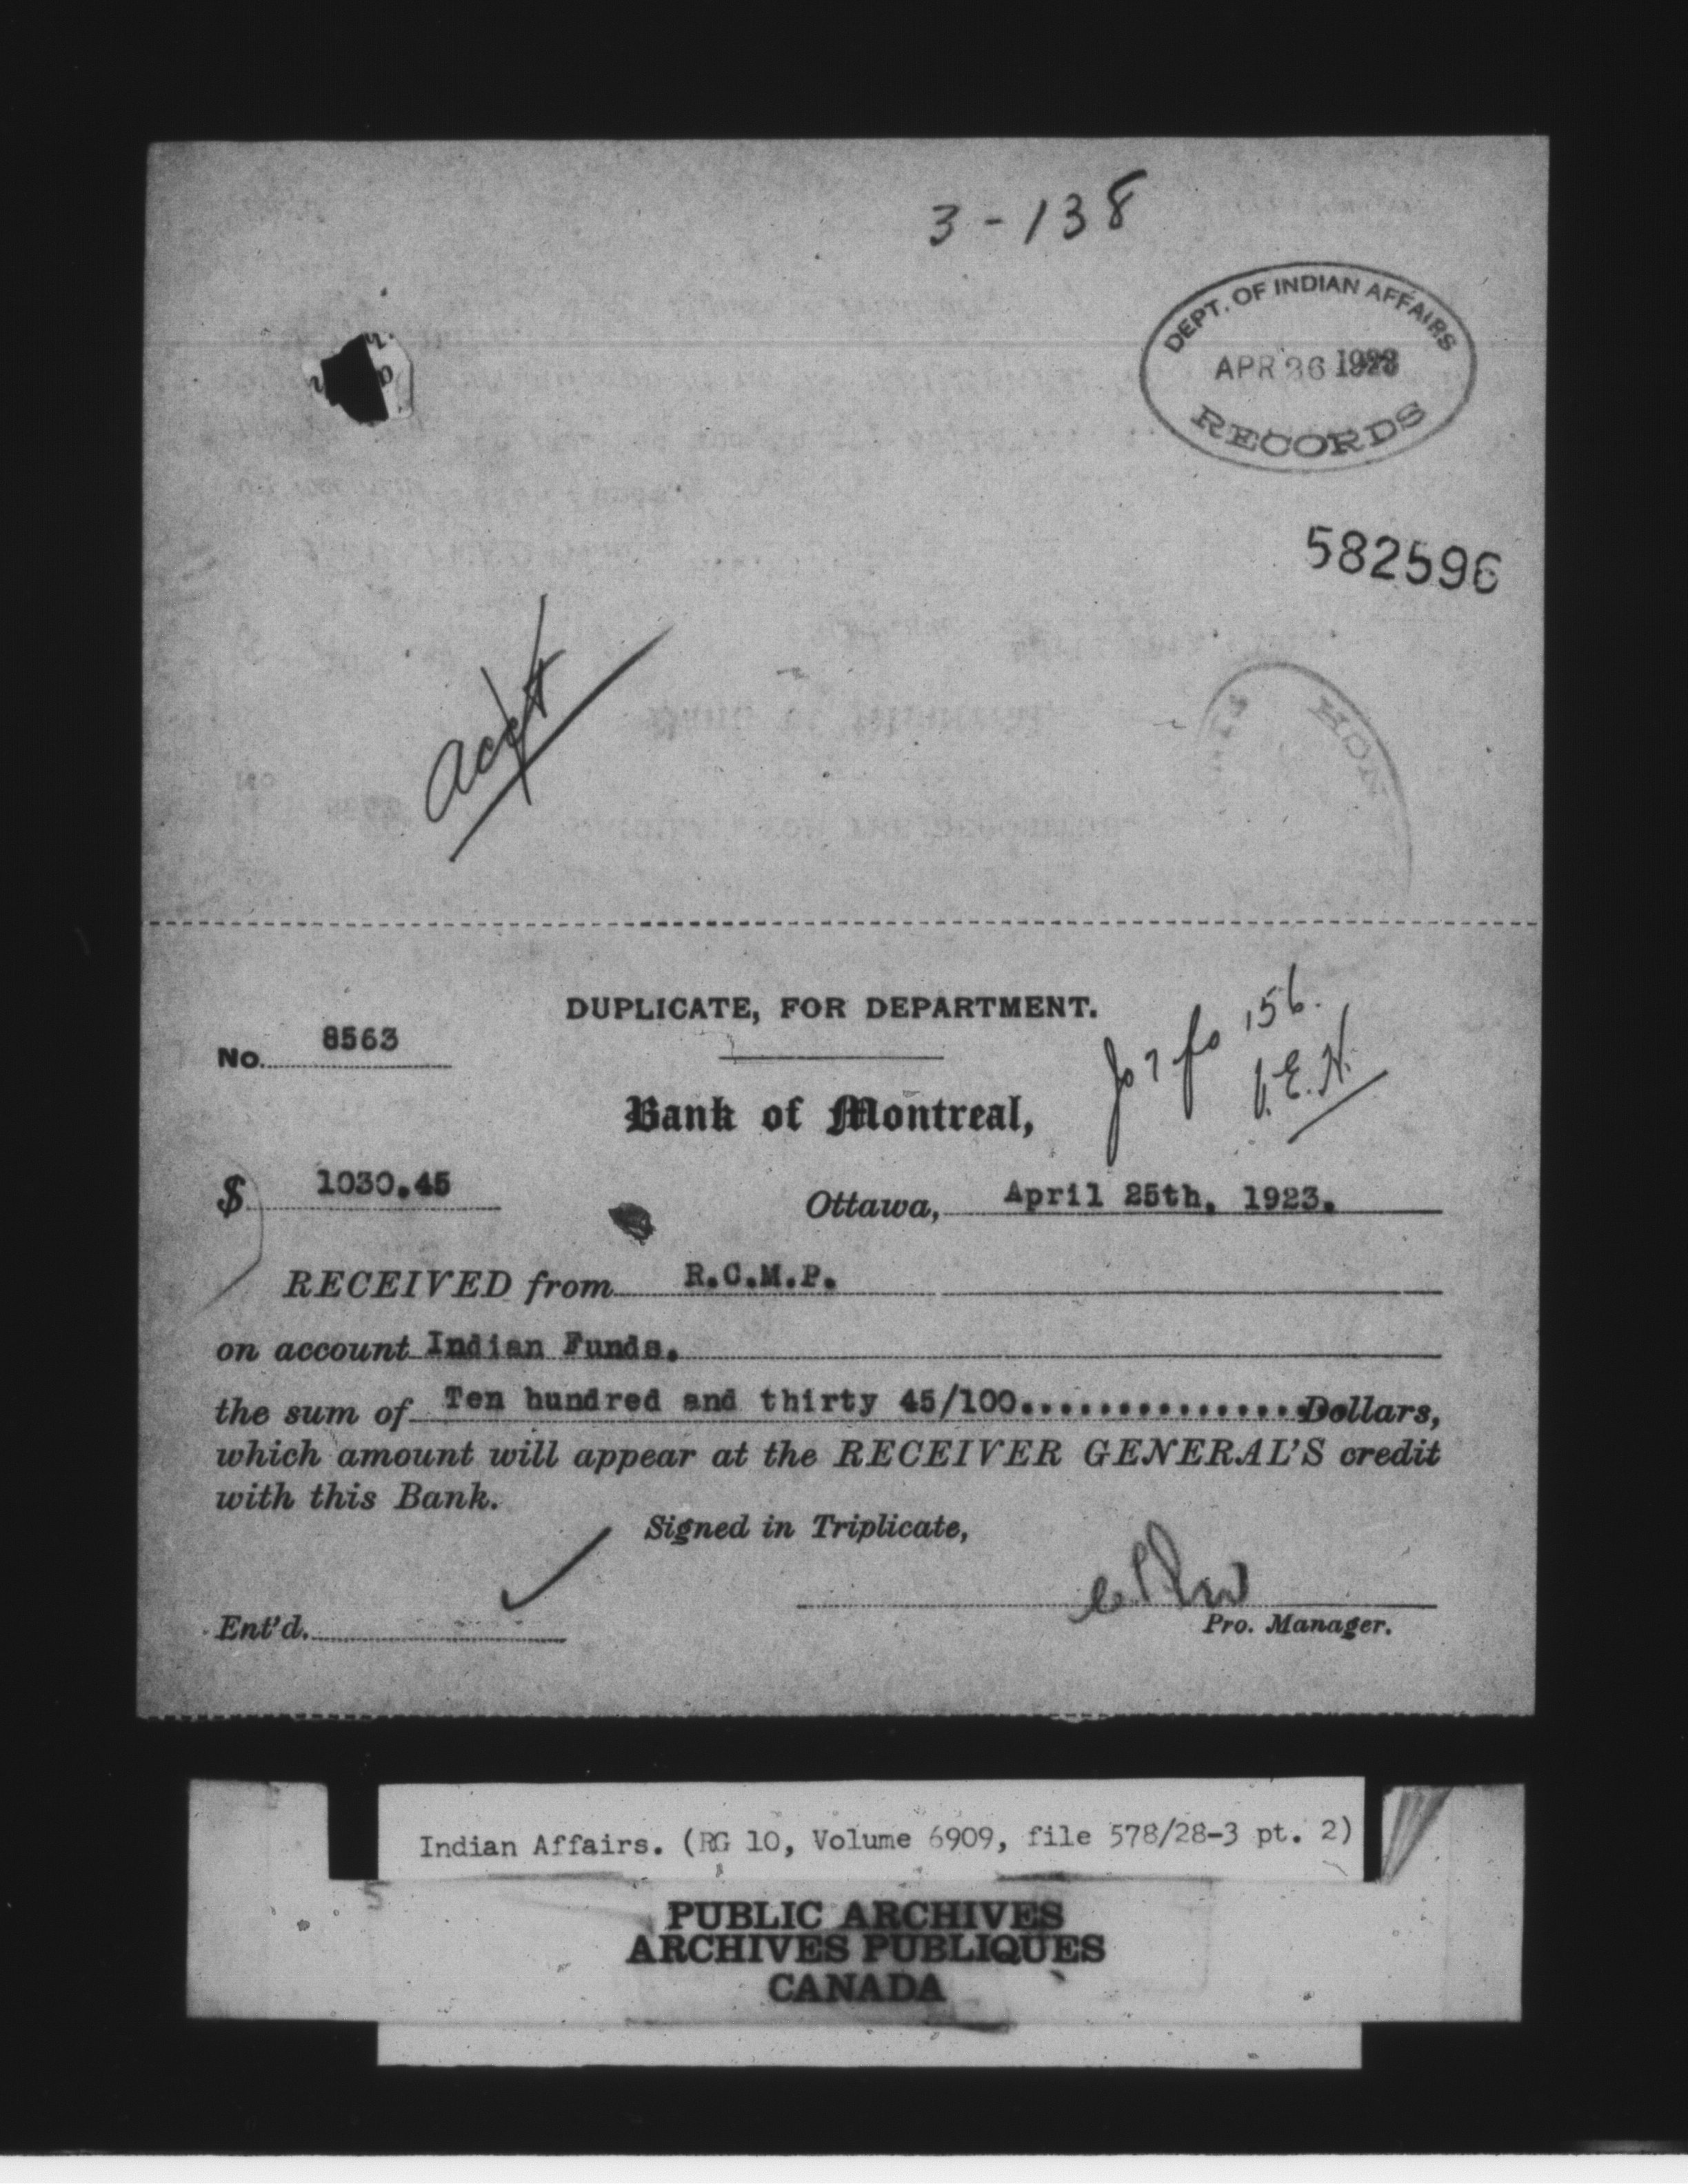 3-138
DEPT. OF INDIAN AFFAIRS
APR 26 1923
RECORDS
582596
acct
HON
DUPLICATE, FOR DEPARTMENT.
No. 8563
156.
J.E.H.
Bank of Montreal,
$ 1030.45
Ottawa, April 25th, 1923.
RECEIVED from R.C.M.P.
on account Indian Funds.
the sum of Ten hundred and thirty 45/100............... Dollars,
which amount will appear at the RECEIVER GENERAL'S credit
with this Bank.
Signed in Triplicate,
Ent'd.
Pro. Manager.
Indian Affairs. (RG 10, Volume 6909, file 578/28-3 pt. 2)
PUBLIC ARCHIVES
ARCHIVES PUBLIQUES
CANADA